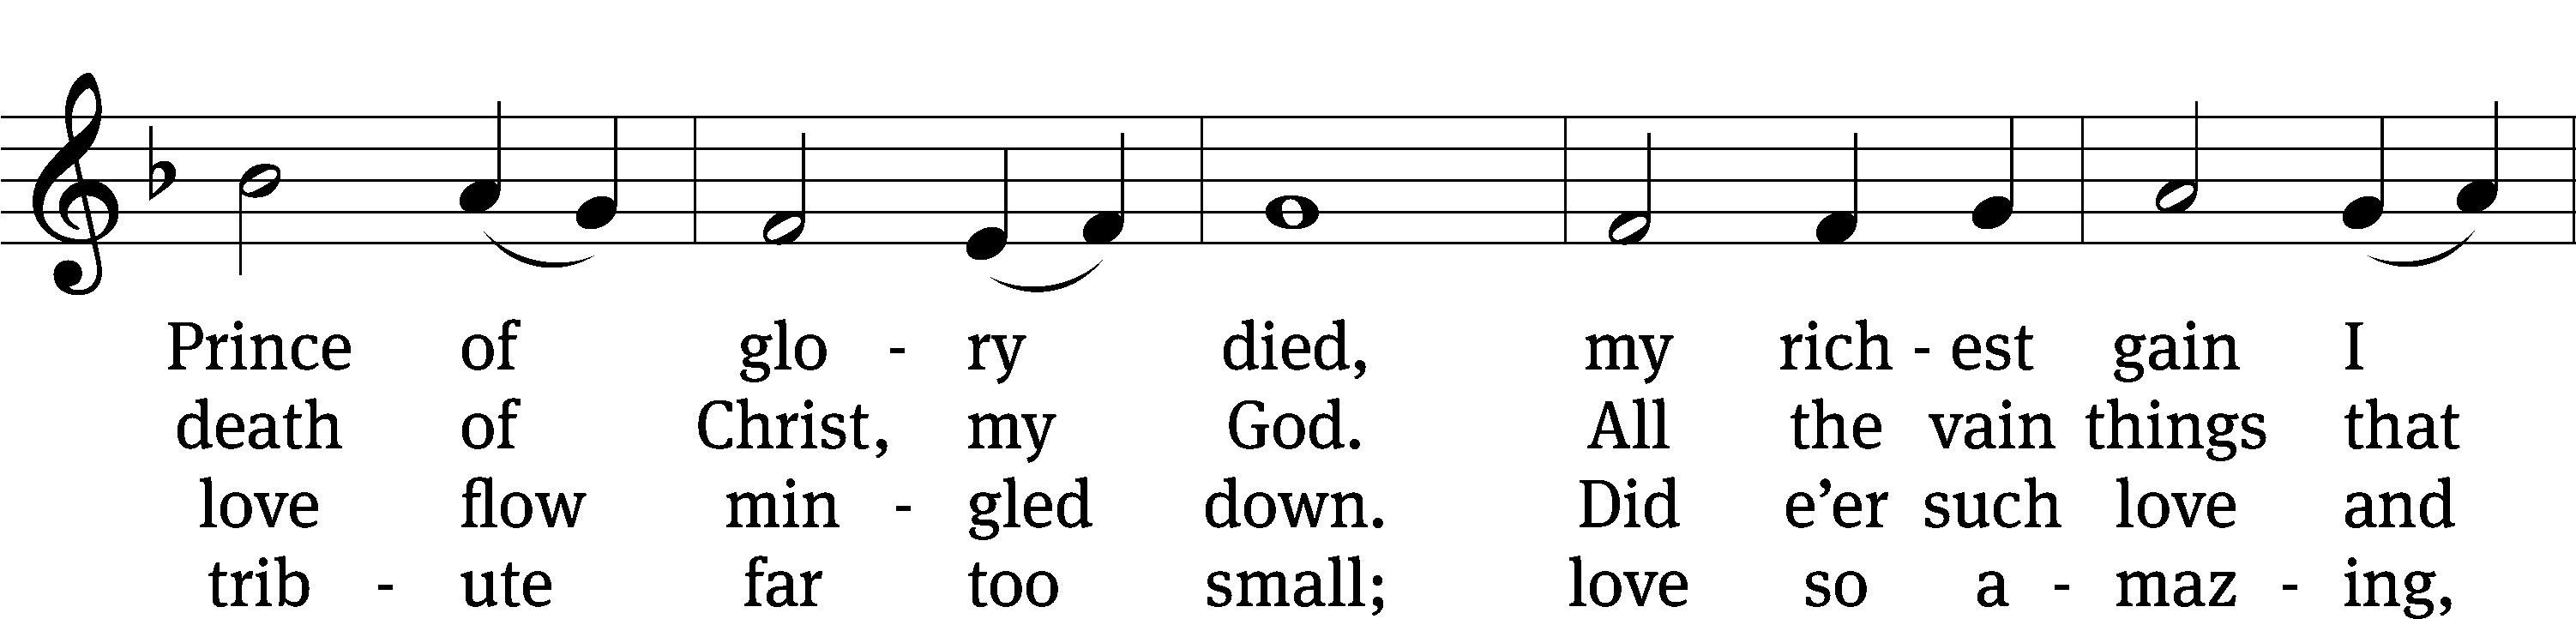 Prince of glo - ry died, my rich - est gain I
death of Christ, my God. All the vain things that
love flow min - gled down. Did e’er such love and
trib - ute far too small; love so a - maz - ing,